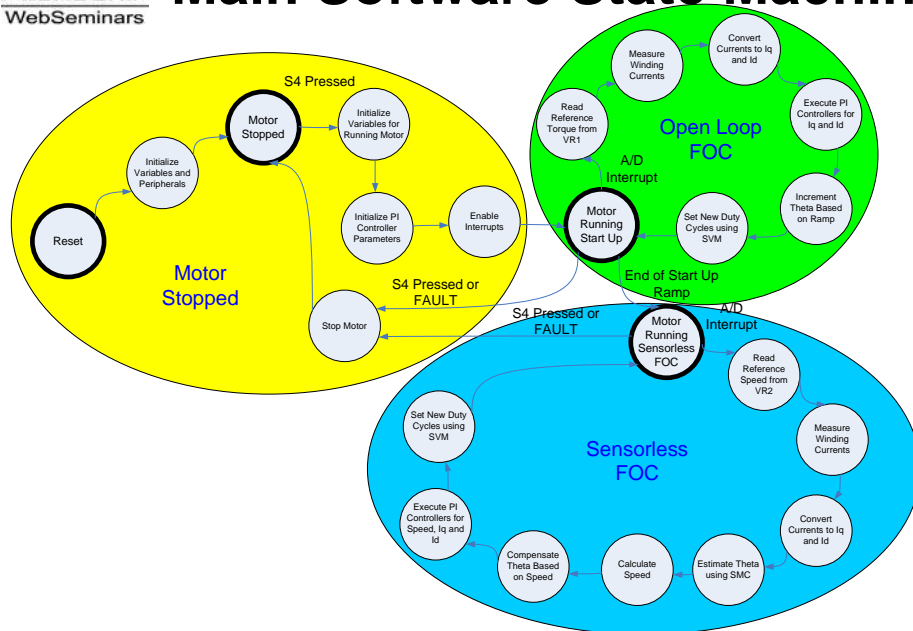 Main Software State Machin
WebSeminars
S4 Pressed
Motor
Stopped
Initialize
Variables for
Running Motor
Initialize
Variables and
Peripherals
Reset
Initialize PI
Controller
Parameters
Enable
Interrupts
Motor
Stopped
Stop Motor
S4 Pressed or
FAULT
S4 Pressed or
FAULT
Measure
Winding
Currents
Convert
Currents to Iq
and Id
Read
Reference
Torque from
VR1
Execute PI
Controllers for
Iq and Id
Open Loop
FOC
A/D
Interrupt
Motor
Running
Start Up
Set New Duty
Cycles using
SVM
Increment
Theta Based
on Ramp
End of Start Up
Ramp
A/D
Interrupt
Motor
Running
Sensorless
FOC
Read
Reference
Speed from
VR2
Measure
Winding
Currents
Convert
Currents to Iq
and Id
Estimate Theta
using SMC
Calculate
Speed
Compensate
Theta Based
on Speed
Execute PI
Controllers for
Speed, Iq and
Id
Set New Duty
Cycles using
SVM
Sensorless
FOC